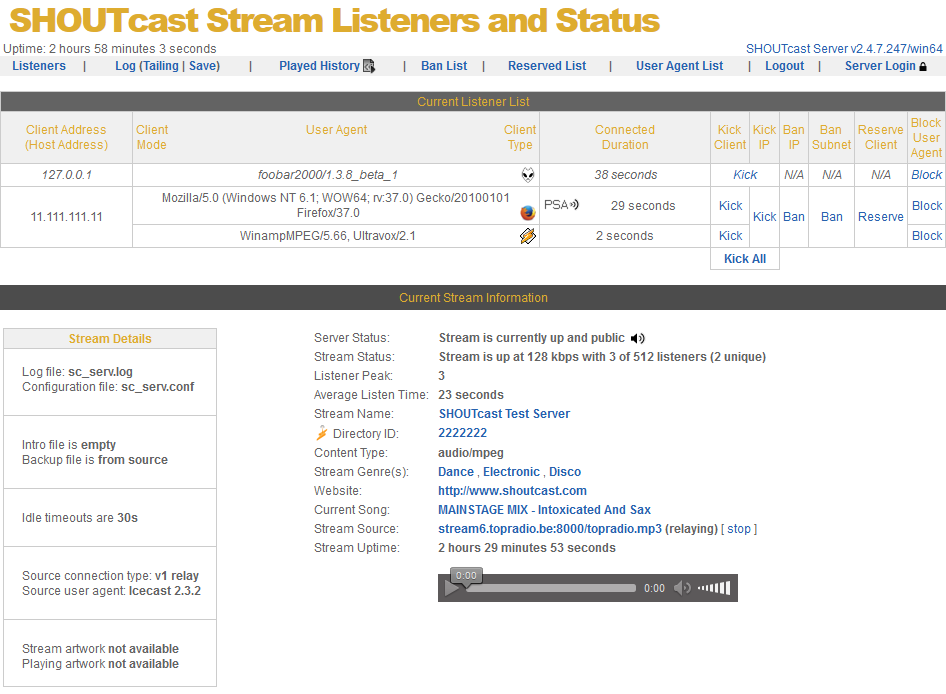 SHOUTcast Stream Listeners and Status
Uptime: 2 hours 58 minutes 3 seconds
SHOUTcast Server v2.4.7.247/win64
Listeners | Log (Tailing | Save) | Played History | Ban List | Reserved List | User Agent List | Logout | Server Login
Current Listener List
Client Address
(Host Address)
Client
Mode
User Agent
Client
Type
Connected
Duration
Kick
Client
Kick
IP
Ban
IP
Ban
Subnet
Reserve
Client
Block
User
Agent
127.0.0.1 foobar2000/1.3.8_beta_1 38 seconds Kick N/A N/A N/A Block
11.111.111.11
Mozilla/5.0 (Windows NT 6.1; WOW64; rv:37.0) Gecko/20100101
Firefox/37.0
PSA 29 seconds Kick Kick Ban Ban Reserve Block
WinampMPEG/5.66, Ultravox/2.1 2 seconds Kick Block
Kick All
Current Stream Information
Stream Details
Log file: sc_serv.log
Configuration file: sc_serv.conf
Intro file is empty
Backup file is from source
Idle timeouts are 30s
Source connection type: v1 relay
Source user agent: Icecast 2.3.2
Stream artwork not available
Playing artwork not available
Server Status: Stream is currently up and public
Stream Status: Stream is up at 128 kbps with 3 of 512 listeners (2 unique)
Listener Peak: 3
Average Listen Time: 23 seconds
Stream Name: SHOUTcast Test Server
Directory ID: 2222222
Content Type: audio/mpeg
Stream Genre(s): Dance , Electronic , Disco
Website: http://www.shoutcast.com
Current Song: MAINSTAGE MIX - Intoxicated And Sax
Stream Source: stream6.topradio.be:8000/topradio.mp3 (relaying) [ stop ]
Stream Uptime: 2 hours 29 minutes 53 seconds
0:00
0:00